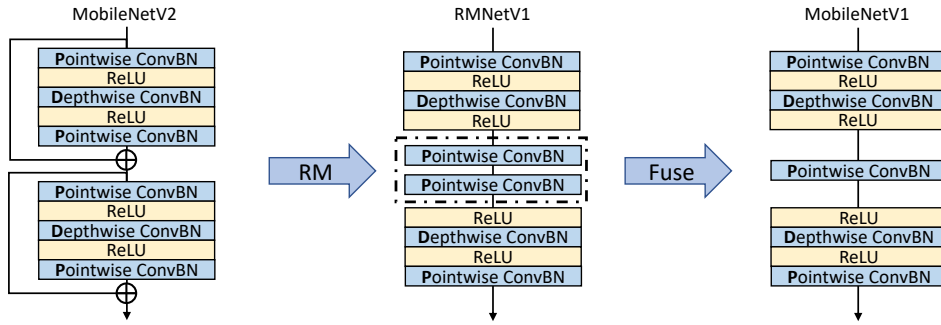 MobileNetV2
Pointwise ConvBN
ReLU
Depthwise ConvBN
ReLU
Pointwise ConvBN
Pointwise ConvBN
ReLU
Depthwise ConvBN
ReLU
Pointwise ConvBN
RM
RMNetV1
Pointwise ConvBN
ReLU
Depthwise ConvBN
ReLU
Pointwise ConvBN
Pointwise ConvBN
ReLU
Depthwise ConvBN
ReLU
Pointwise ConvBN
Fuse
MobileNetV1
Pointwise ConvBN
ReLU
Depthwise ConvBN
ReLU
Pointwise ConvBN
ReLU
Depthwise ConvBN
ReLU
Pointwise ConvBN